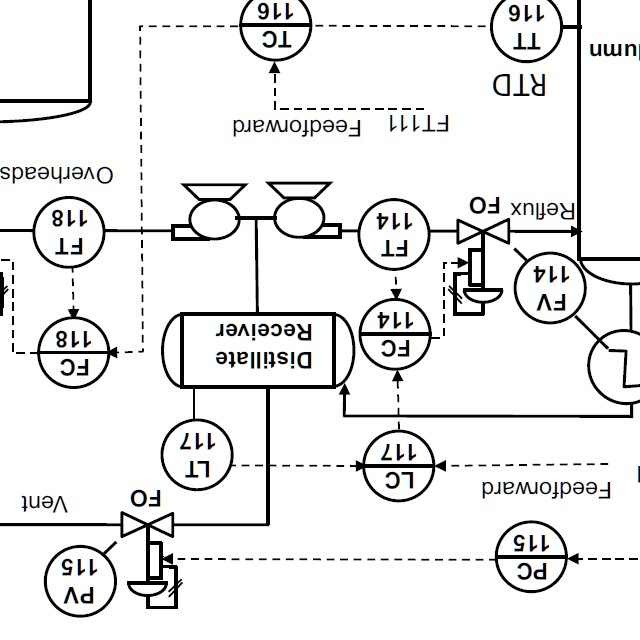 PC
115
PV
115
FO
Vent
Feedforward
LC
117
LT
117
Distillate
Receiver
FC
114
FC
118
FV
114
FT
114
FT
118
Reflux
FO
Overheads
FT111 Feedforward
RTD
umn
TT
116
TC
116